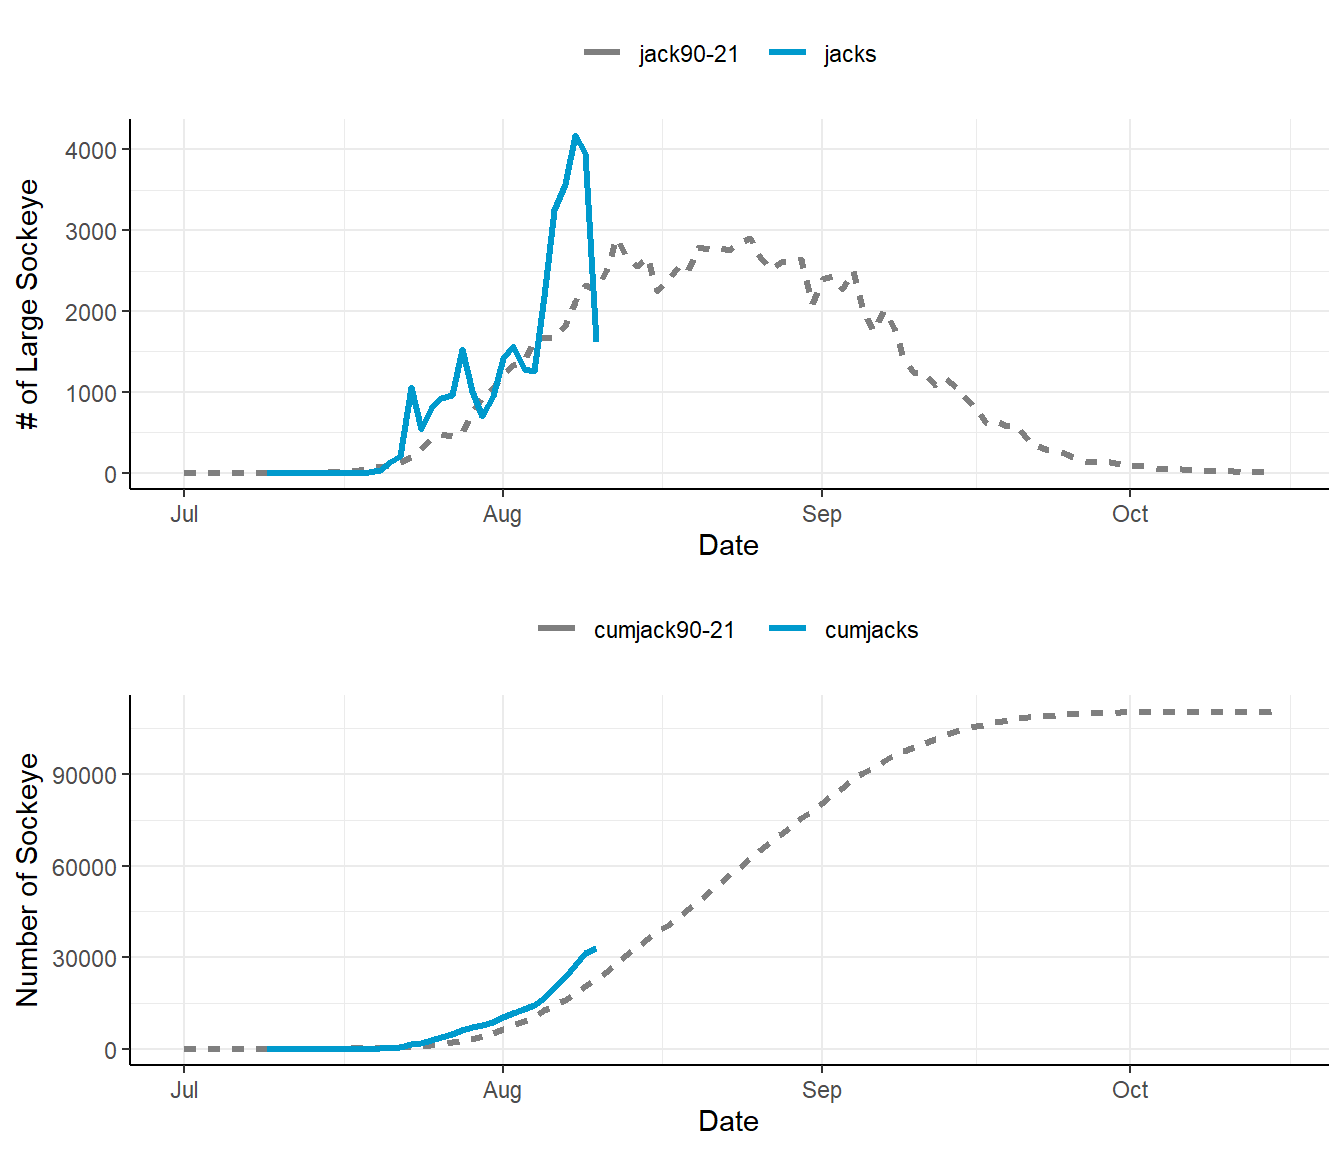 jack90-21 jacks
4000
3000
2000
1000
0
# of Large Sockeye
Jul Aug Sep Oct
Date
cumjack90-21 cumjacks
90000
60000
30000
0
Number of Sockeye
Jul Aug Sep Oct
Date